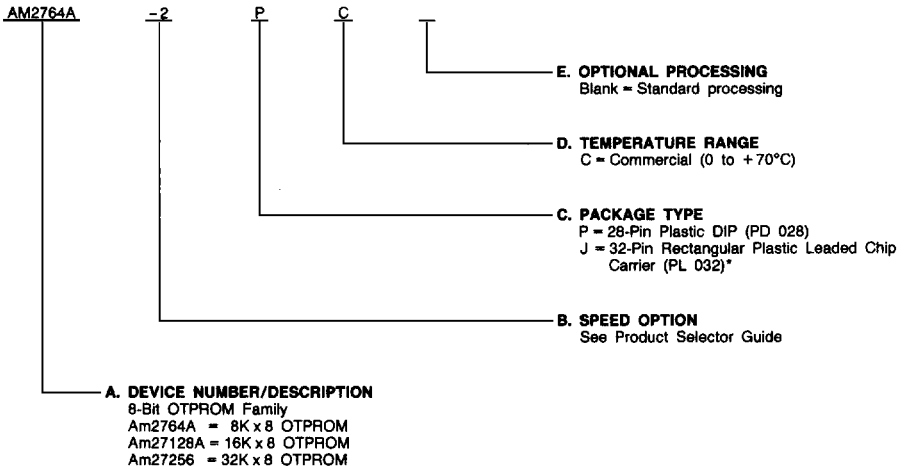 AM2764A -2 P C
E. OPTIONAL PROCESSING
Blank = Standard processing
D. TEMPERATURE RANGE
C = Commercial (0 to +70°C)
C. PACKAGE TYPE
P = 28-Pin Plastic DIP (PD 028)
J = 32-Pin Rectangular Plastic Leaded Chip
Carrier (PL 032)*
B. SPEED OPTION
See Product Selector Guide
A. DEVICE NUMBER/DESCRIPTION
8-Bit OTPROM Family
Am2764A = 8K x 8 OTPROM
Am27128A = 16K x 8 OTPROM
Am27256 = 32K x 8 OTPROM